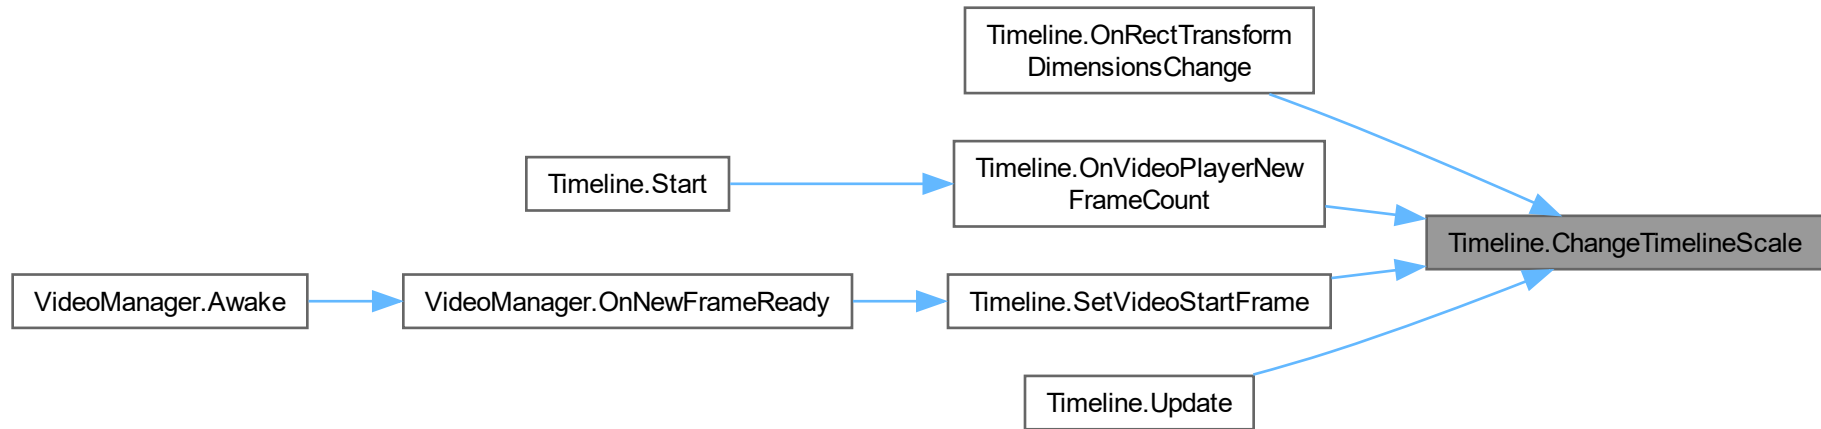 Timeline.OnRectTransform
DimensionsChange
Timeline.OnVideoPlayerNew
FrameCount
Timeline.Start
Timeline.ChangeTimelineScale
VideoManager.Awake
VideoManager.OnNewFrameReady
Timeline.SetVideoStartFrame
Timeline.Update